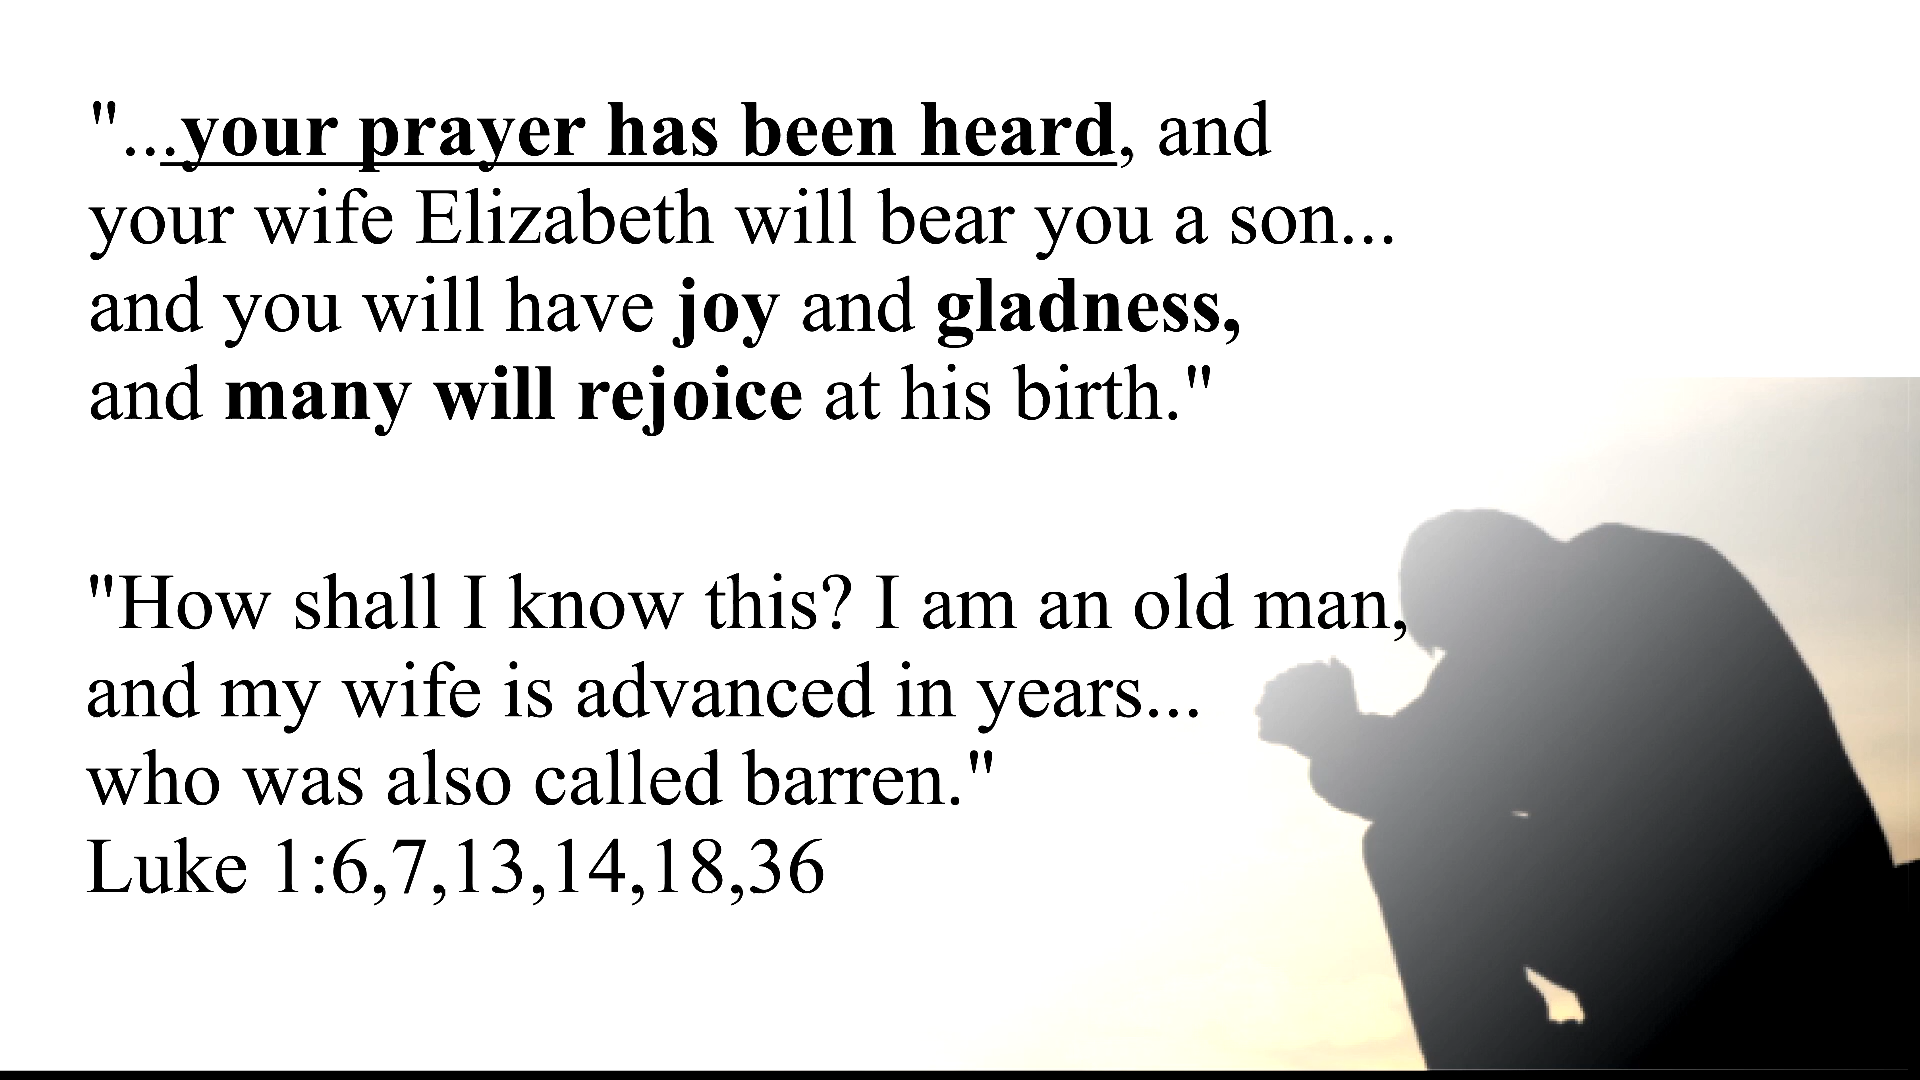 "...your prayer has been heard, and
your wife Elizabeth will bear you a son...
and you will have joy and gladness,
and many will rejoice at his birth."
"How shall I know this? I am an old man,
and my wife is advanced in years...
who was also called barren."
Luke 1:6,7,13,14,18,36